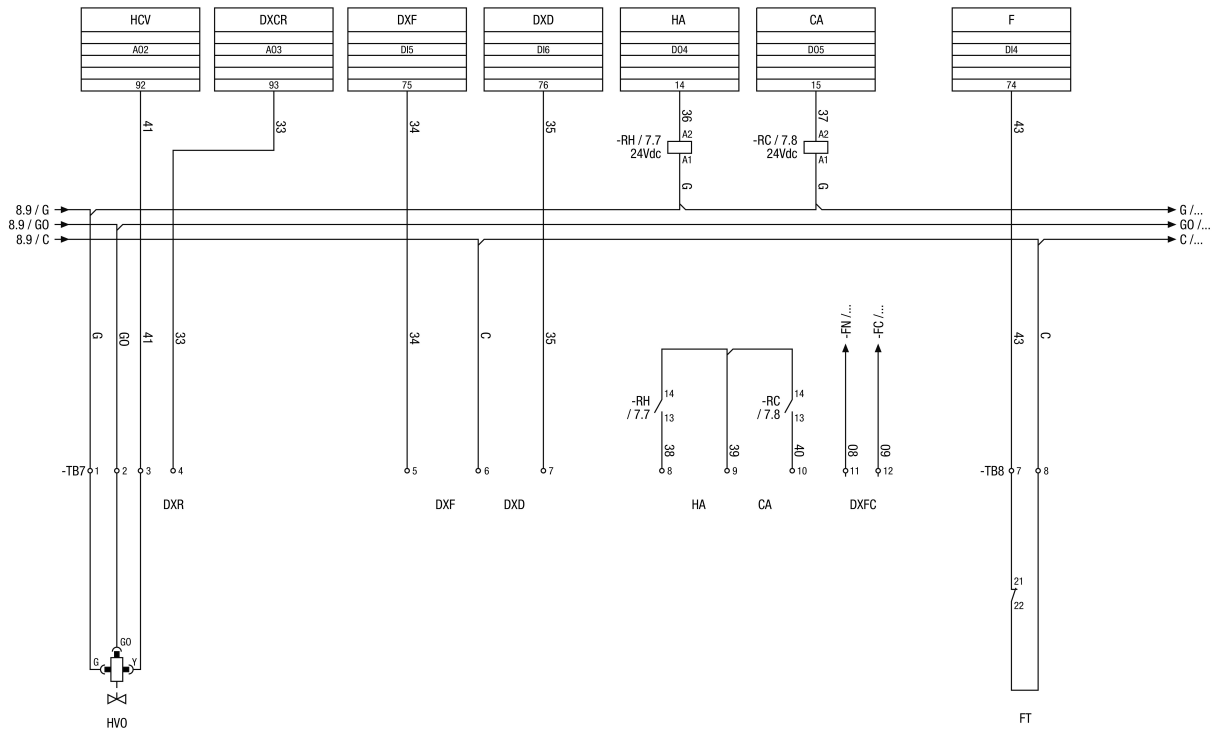 HCV DXCR DXF DXD HA CA F
AO2 AO3 DI5 DI6 DO4 DO5 DI4
92 93 75 76 14 15 74
41 33 34 35 36 37 43
-RH / 7.7 A2 -RC / 7.8 A2
24Vdc A1 24Vdc A1
G G
8.9 / G G /...
8.9 / GO GO /...
8.9 / C C /...
-FN /... -FC /...
G GO 41 33 34 C 35 43 C
-RH 14 -RC 14
/ 7.7 13 / 7.8 13
38 39 40 08 09
-TB7 1 2 3 4 5 6 7 8 9 10 11 12 -TB8 7 8
DXR DXF DXD HA CA DXFC
21
22
GO
G Y
HVO FT